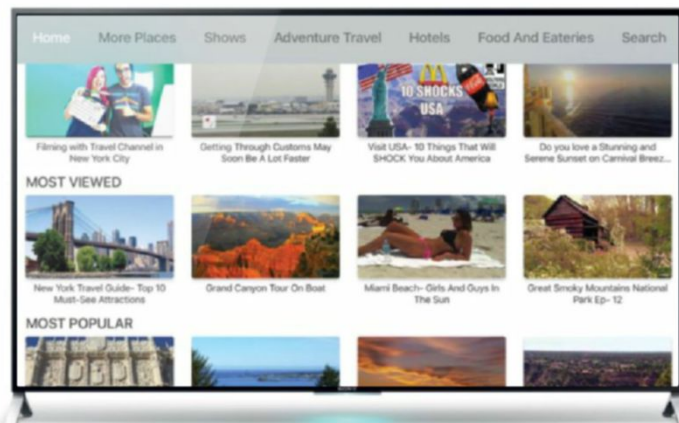 Home More Places Shows Adventure Travel Hotels Food And Eateries Search
10 SHOCKS
USA
Filming with Travel Channel in
New York City
Getting Through Customs May
Soon Be A Lot Faster
Visit USA- 10 Things That Will
SHOCK You About America
Do you love a Stunning and
Serene Sunset on Carnival Breez...
MOST VIEWED
New York Travel Guide- Top 10
Must-See Attractions
Grand Canyon Tour On Boat
Miami Beach- Girls And Guys In
The Sun
Great Smoky Mountains National
Park Ep- 12
MOST POPULAR
SONY